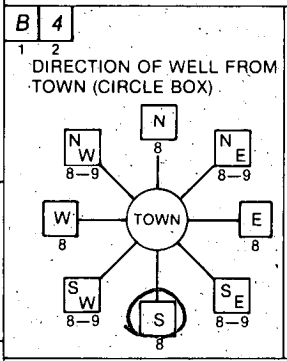 B 4
1 2
DIRECTION OF WELL FROM
TOWN (CIRCLE BOX)
N
8
N W
8-9
N E
8-9
W
8
TOWN
E
8
S W
8-9
S E
8-9
S
8